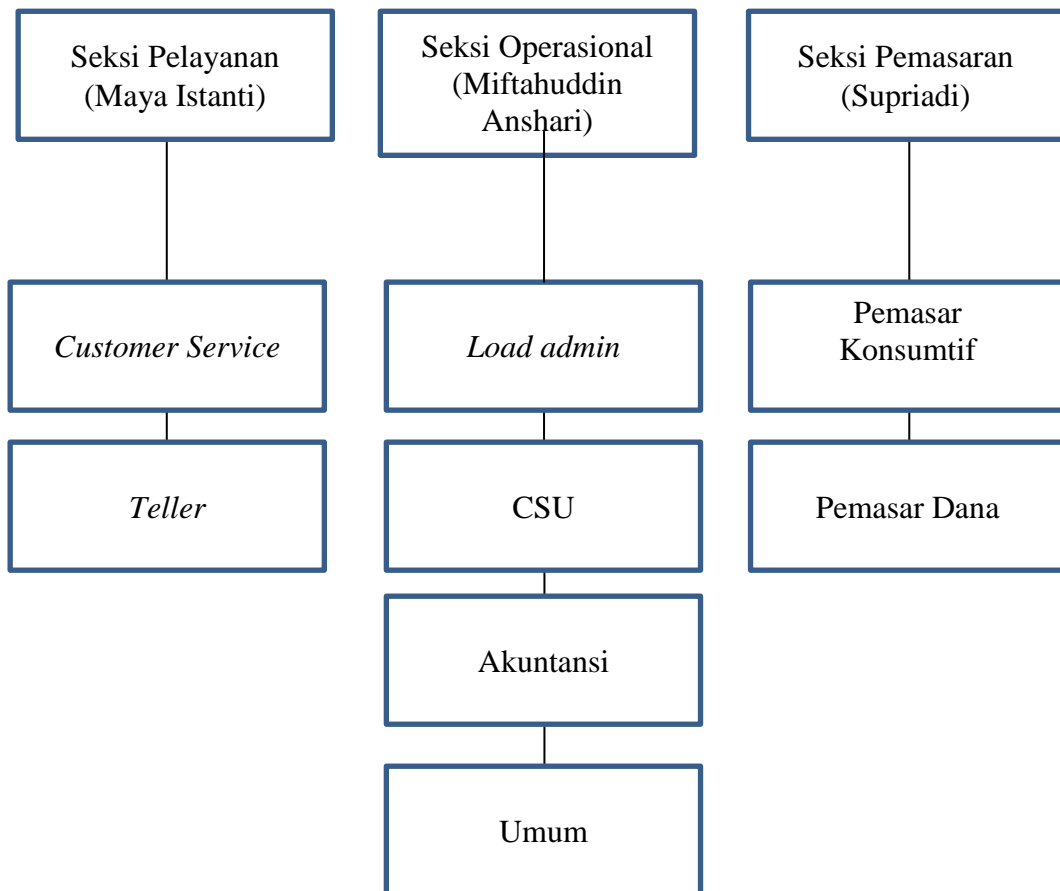 Seksi Pelayanan
(Maya Istanti)
Seksi Operasional
(Miftahuddin
Anshari)
Seksi Pemasaran
(Supriadi)
Customer Service
Load admin
Pemasar
Konsumtif
Teller
CSU
Pemasar Dana
Akuntansi
Umum